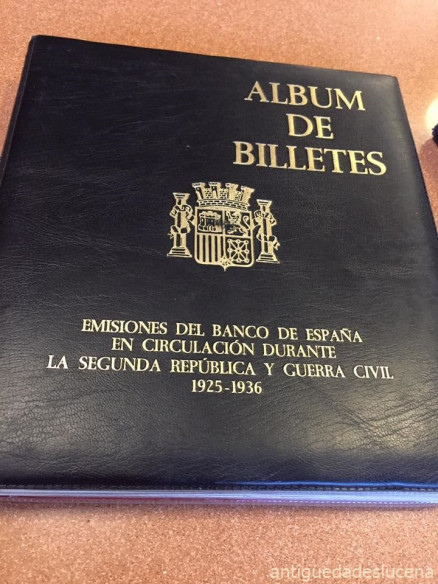 ALBUM
DE
BILLETES
EMISIONES DEL BANCO DE ESPAÑA
EN CIRCULACIÓN DURANTE
LA SEGUNDA REPÚBLICA Y GUERRA CIVIL
1925-1936
antiguedadeslucena